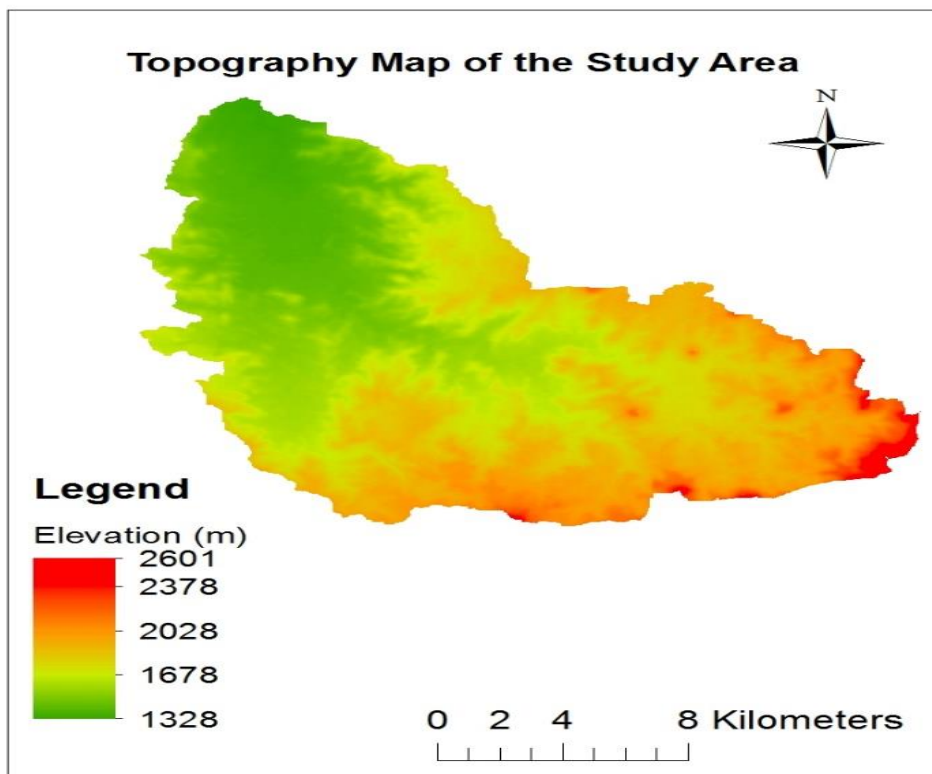 Topography Map of the Study Area
N
Legend
Elevation (m)
2601
2378
2028
1678
1328
0 2 4 8 Kilometers